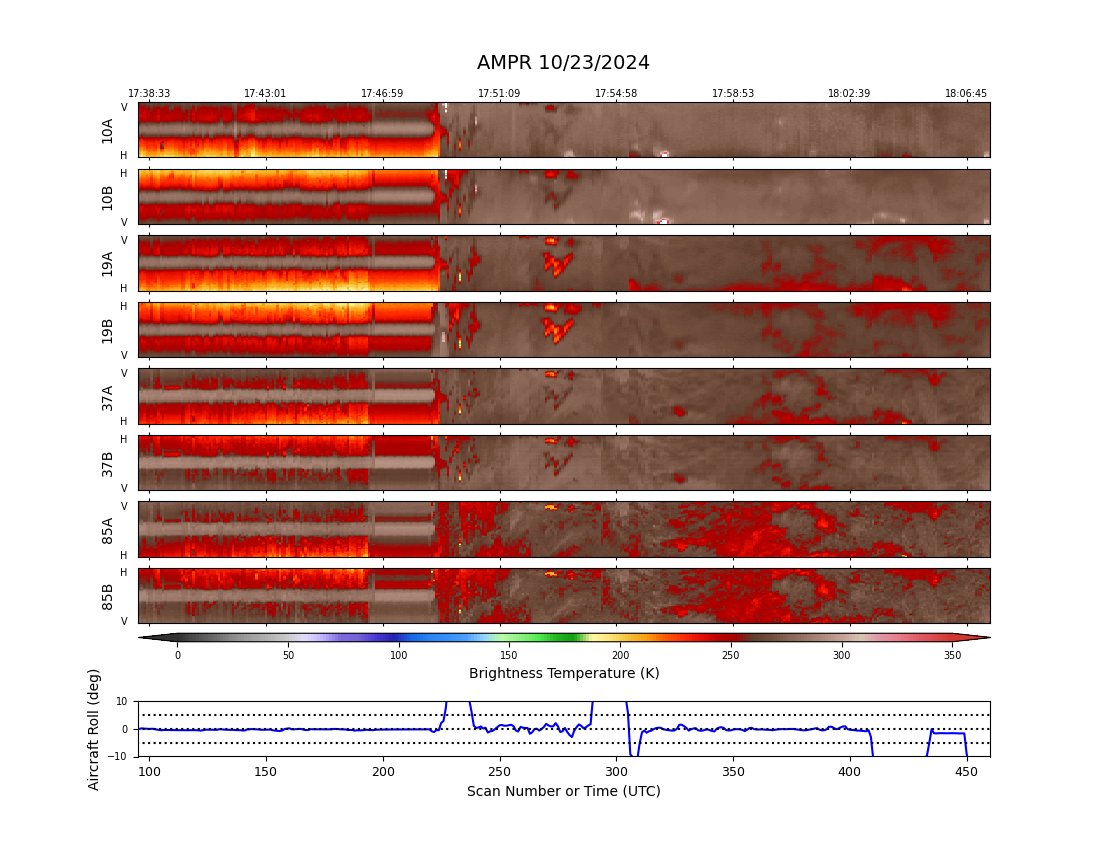 AMPR 10/23/2024
17:38:33 17:43:01 17:46:59 17:51:09 17:54:58 17:58:53 18:02:39 18:06:45
V
10A
H
H
10B
V
V
19A
H
H
19B
V
V
37A
H
H
37B
V
V
85A
H
H
85B
V
0 50 100 150 200 250 300 350
Brightness Temperature (K)
Aircraft Roll (deg)
10
0
−10
100 150 200 250 300 350 400 450
Scan Number or Time (UTC)